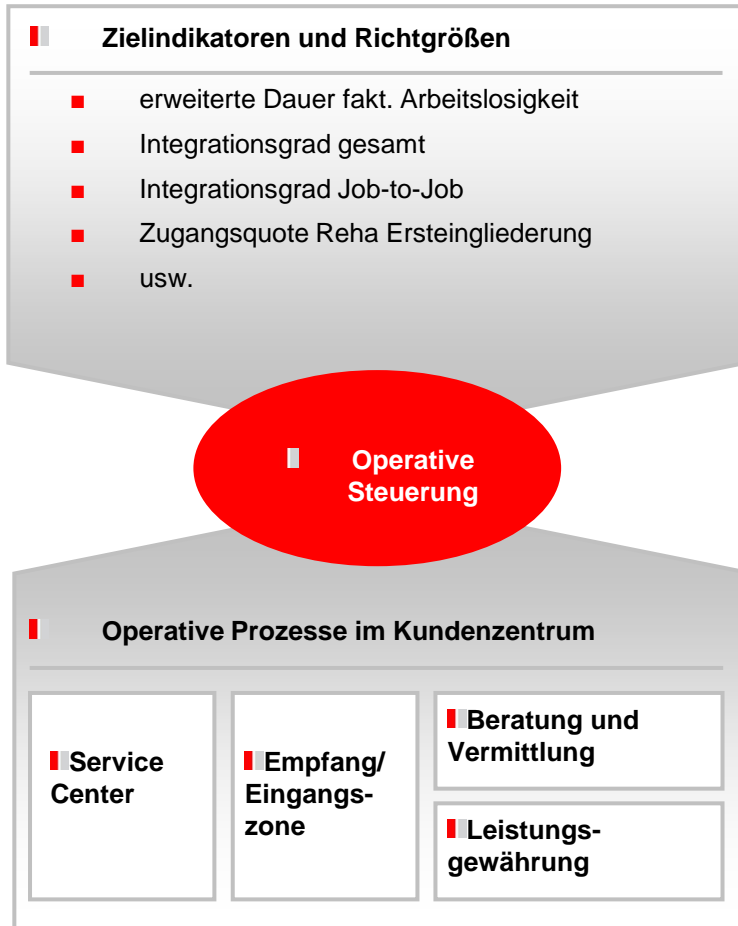 Zielindikatoren und Richtgrößen
erweiterte Dauer fakt. Arbeitslosigkeit
Integrationsgrad gesamt
Integrationsgrad Job-to-Job
Zugangsquote Reha Ersteingliederung
usw.
Operative
Steuerung
Operative Prozesse im Kundenzentrum
Service
Center
Empfang/
Eingangs-
zone
Beratung und
Vermittlung
Leistungs-
gewährung